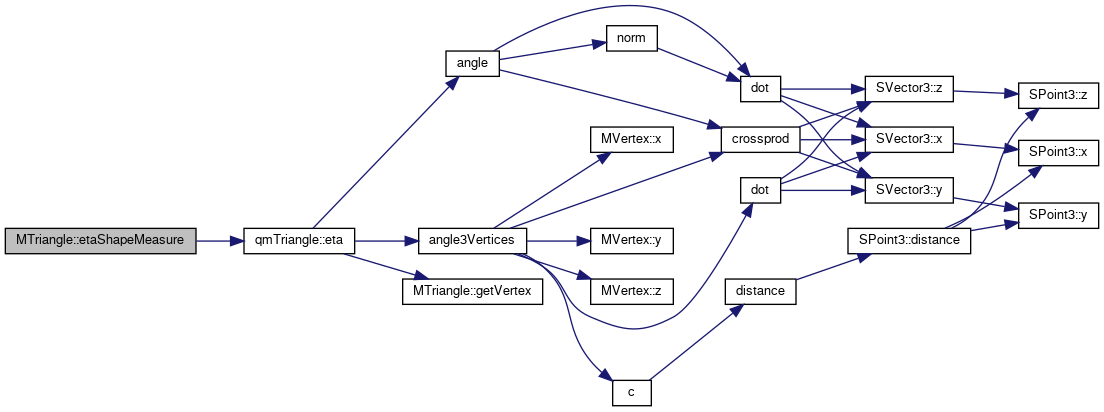 MTriangle::etaShapeMeasure
qmTriangle::eta
angle
angle3Vertices
MTriangle::getVertex
norm
MVertex::x
MVertex::y
MVertex::z
c
dot
crossprod
dot
distance
SVector3::z
SVector3::x
SVector3::y
SPoint3::distance
SPoint3::z
SPoint3::x
SPoint3::y